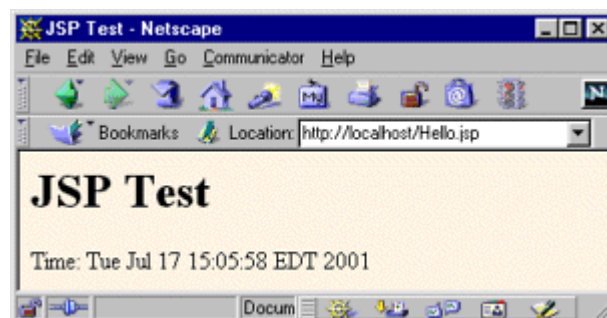 JSP Test - Netscape
File Edit View Go Communicator Help
My
N
Bookmarks Location: http://localhost/Hello.jsp
JSP Test
Time: Tue Jul 17 15:05:58 EDT 2001
Docum